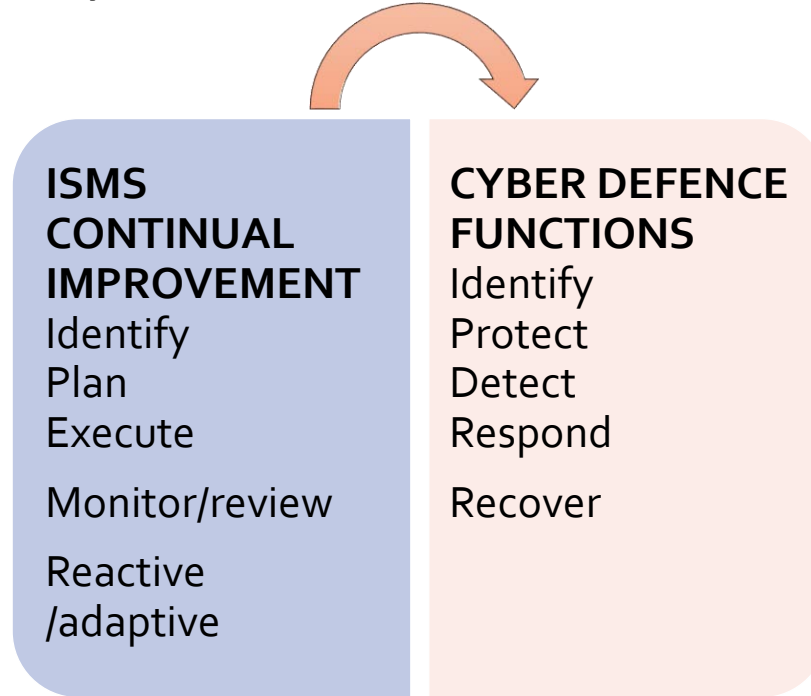 ISMS
CONTINUAL
IMPROVEMENT
Identify
Plan
Execute
Monitor/review
Reactive
/adaptive
CYBER DEFENCE
FUNCTIONS
Identify
Protect
Detect
Respond
Recover